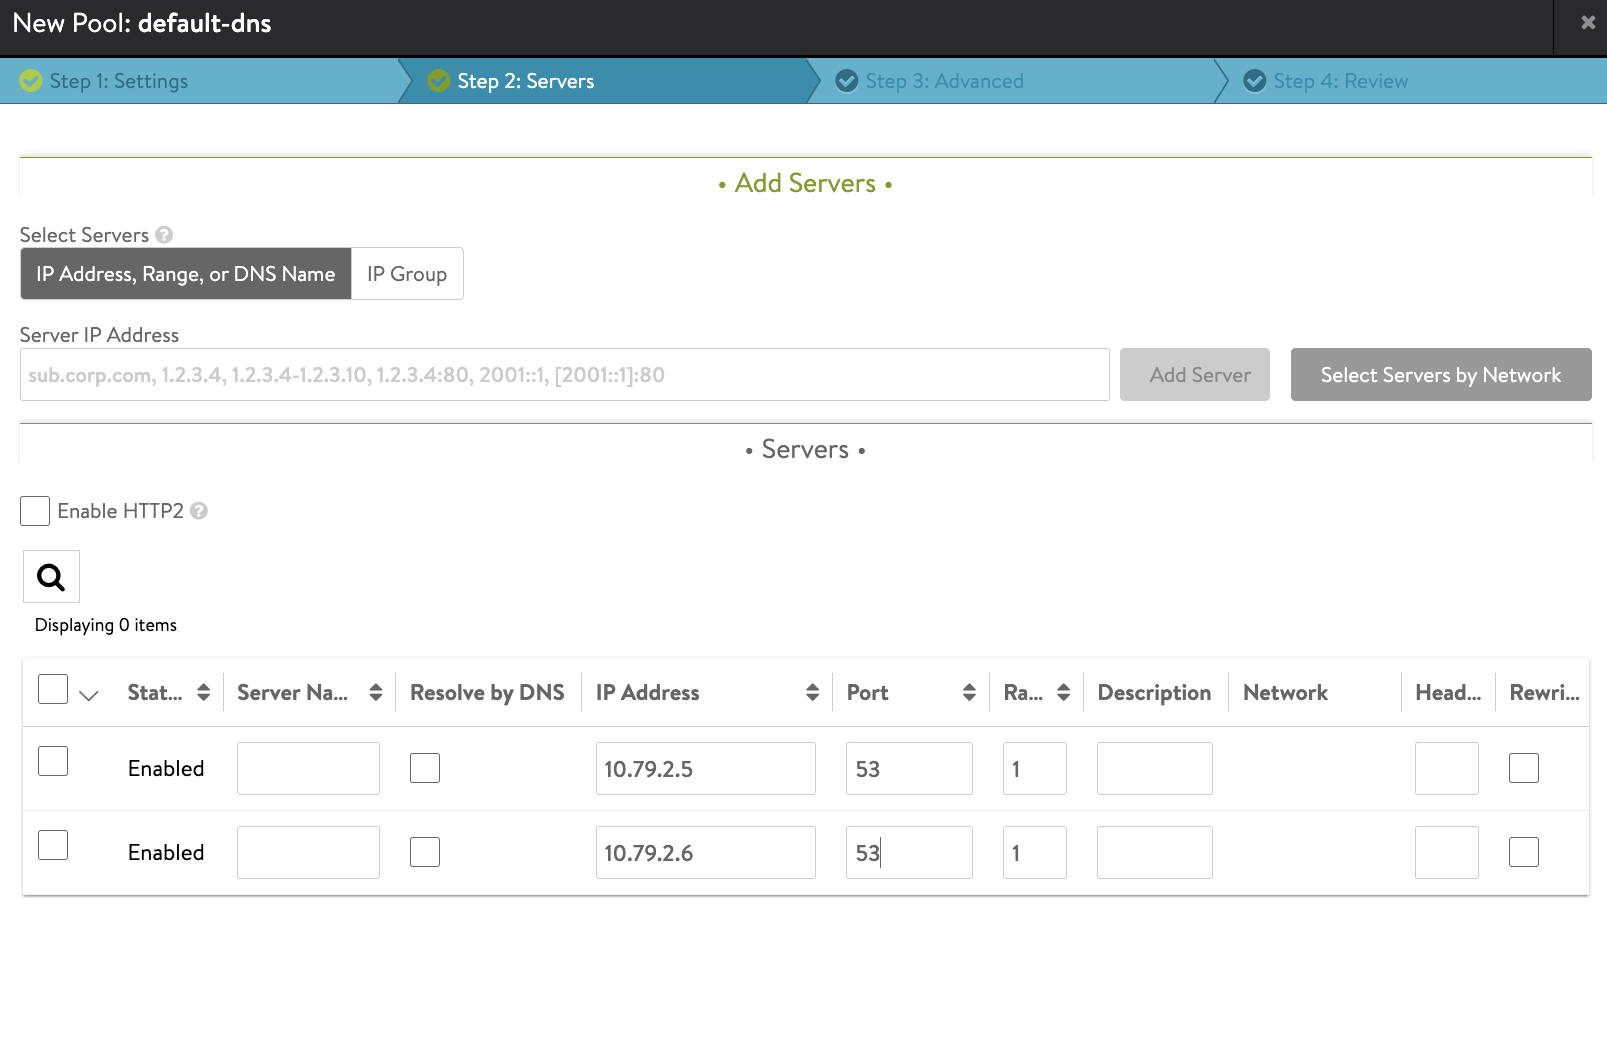 New Pool: default-dns
Step 1: Settings
Step 2: Servers
Step 3: Advanced
Step 4: Review
• Add Servers •
Select Servers ?
IP Address, Range, or DNS Name
IP Group
Server IP Address
sub.corp.com, 1.2.3.4, 1.2.3.4-1.2.3.10, 1.2.3.4:80, 2001::1, [2001::1]:80
Add Server
Select Servers by Network
• Servers •
Enable HTTP2 ?
Displaying 0 items
Stat... Server Na... Resolve by DNS IP Address Port Ra... Description Network Head... Rewri...
Enabled 10.79.2.5 53 1
Enabled 10.79.2.6 53 1